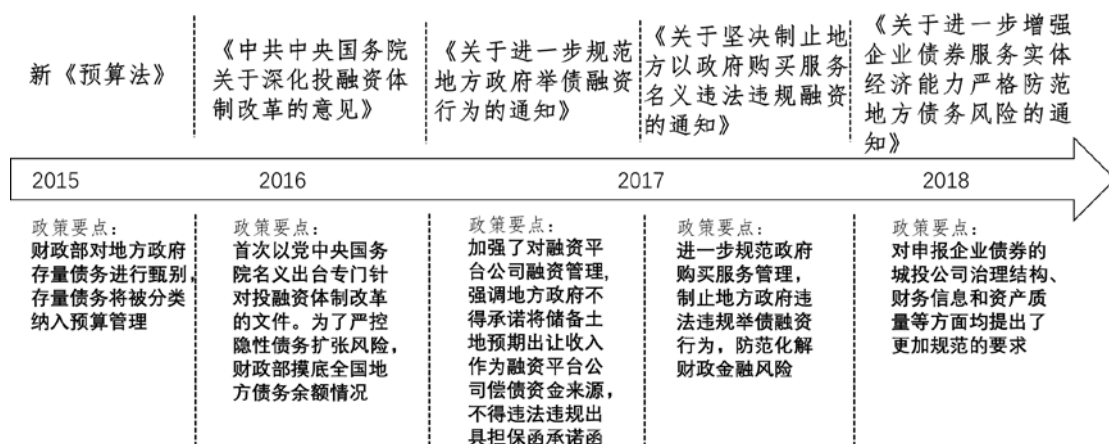 新《预算法》
《中共中央国务院
关于深化投融资体
制改革的意见》
《关于进一步规范
地方政府举债融资
行为的通知》
《关于坚决制止地
方以政府购买服务
名义违法违规融资
的通知》
《关于进一步增强
企业债券服务实体
经济能力严格防范
地方债务风险的通
知》
2015
2016
2017
2018
政策要点：
财政部对地方政府
存量债务进行甄别，
存量债务将被分类
纳入预算管理
政策要点：
首次以党中央国务
院名义出台专门针
对投融资体制改革
的文件。为了严控
隐性债务扩张风险，
财政部摸底全国地
方债务余额情况
政策要点：
加强了对融资平
台公司融资管理,
强调地方政府不
得承诺将储备土
地预期出让收入
作为融资平台公
司偿债资金来源，
不得违法违规出
具担保函承诺函
政策要点：
进一步规范政府
购买服务管理，
制止地方政府违
法违规举债融资
行为，防范化解
财政金融风险
政策要点：
对申报企业债券的
城投公司治理结构、
财务信息和资产质
量等方面均提出了
更加规范的要求